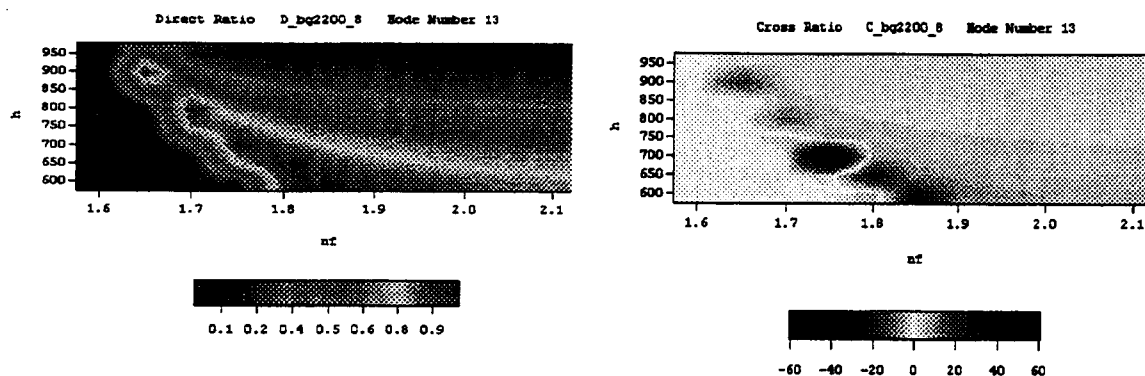 Direct Ratio D_bg2200_8 Mode Number 13
h
950
900
850
800
750
700
650
600
1.6 1.7 1.8 1.9 2.0 2.1
nf
0.1 0.2 0.4 0.5 0.6 0.8 0.9
Cross Ratio C_bg2200_8 Mode Number 13
h
950
900
850
800
750
700
650
600
1.6 1.7 1.8 1.9 2.0 2.1
nf
-60 -40 -20 0 20 40 60